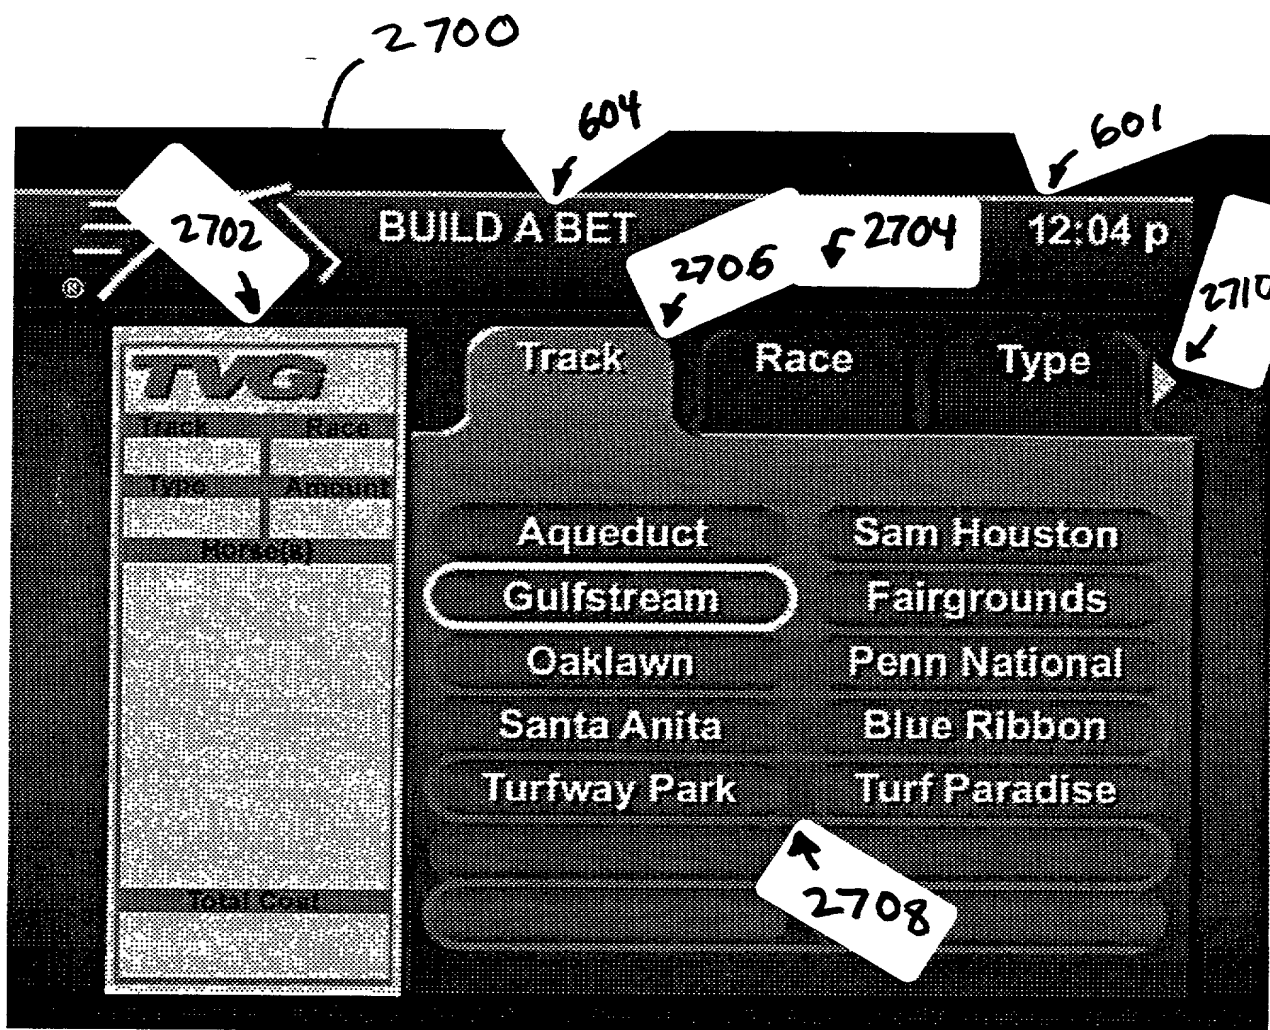 2700
604
601
2702
BUILD A BET
2706
2704
12:04 p
2710
®
TVG
Track Race Type
Track Race
Type Amount
Horse(s)
Aqueduct Sam Houston
Gulfstream Fairgrounds
Oaklawn Penn National
Santa Anita Blue Ribbon
Turfway Park Turf Paradise
2708
Total Cost